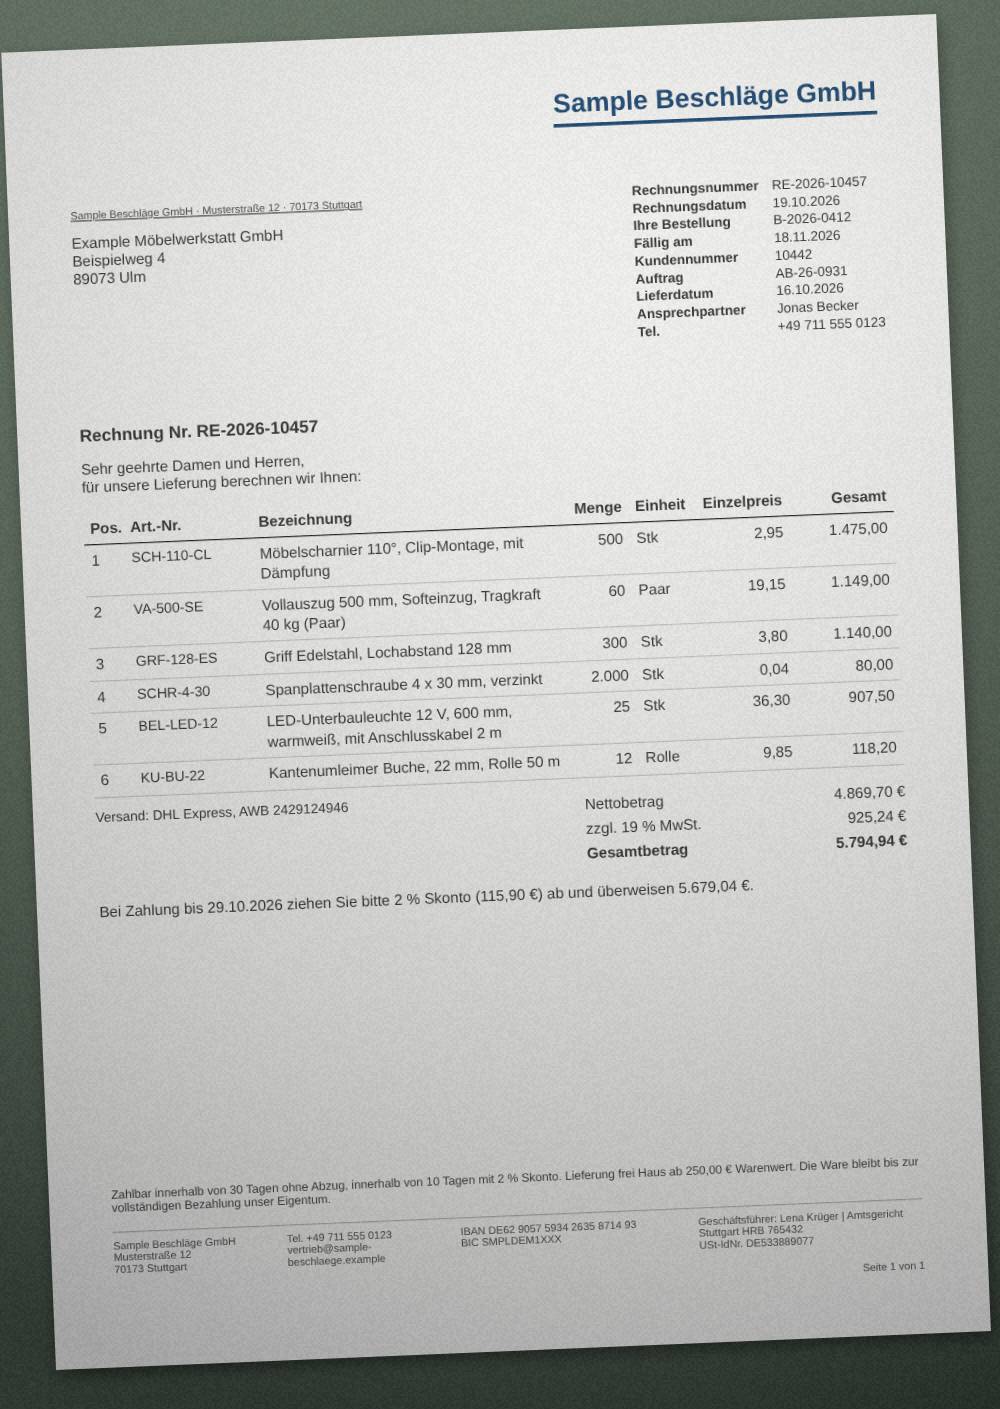 Sample Beschläge GmbH
Sample Beschläge GmbH · Musterstraße 12 · 70173 Stuttgart
Example Möbelwerkstatt GmbH
Beispielweg 4
89073 Ulm
Rechnungsnummer RE-2026-10457
Rechnungsdatum 19.10.2026
Ihre Bestellung B-2026-0412
Fällig am 18.11.2026
Kundennummer 10442
Auftrag AB-26-0931
Lieferdatum 16.10.2026
Ansprechpartner Jonas Becker
Tel. +49 711 555 0123
Rechnung Nr. RE-2026-10457
Sehr geehrte Damen und Herren,
für unsere Lieferung berechnen wir Ihnen:
Pos. Art.-Nr. Bezeichnung Menge Einheit Einzelpreis Gesamt
1 SCH-110-CL Möbelscharnier 110°, Clip-Montage, mit 500 Stk 2,95 1.475,00
Dämpfung
2 VA-500-SE Vollauszug 500 mm, Softeinzug, Tragkraft 60 Paar 19,15 1.149,00
40 kg (Paar)
3 GRF-128-ES Griff Edelstahl, Lochabstand 128 mm 300 Stk 3,80 1.140,00
4 SCHR-4-30 Spanplattenschraube 4 x 30 mm, verzinkt 2.000 Stk 0,04 80,00
5 BEL-LED-12 LED-Unterbauleuchte 12 V, 600 mm, 25 Stk 36,30 907,50
warmweiß, mit Anschlusskabel 2 m
6 KU-BU-22 Kantenumleimer Buche, 22 mm, Rolle 50 m 12 Rolle 9,85 118,20
Versand: DHL Express, AWB 2429124946
Nettobetrag 4.869,70 €
zzgl. 19 % MwSt. 925,24 €
Gesamtbetrag 5.794,94 €
Bei Zahlung bis 29.10.2026 ziehen Sie bitte 2 % Skonto (115,90 €) ab und überweisen 5.679,04 €.
Zahlbar innerhalb von 30 Tagen ohne Abzug, innerhalb von 10 Tagen mit 2 % Skonto. Lieferung frei Haus ab 250,00 € Warenwert. Die Ware bleibt bis zur
vollständigen Bezahlung unser Eigentum.
Sample Beschläge GmbH
Musterstraße 12
70173 Stuttgart
Tel. +49 711 555 0123
vertrieb@sample-
beschlaege.example
IBAN DE62 9057 5934 2635 8714 93
BIC SMPLDEM1XXX
Geschäftsführer: Lena Krüger | Amtsgericht
Stuttgart HRB 765432
USt-IdNr. DE533889077
Seite 1 von 1